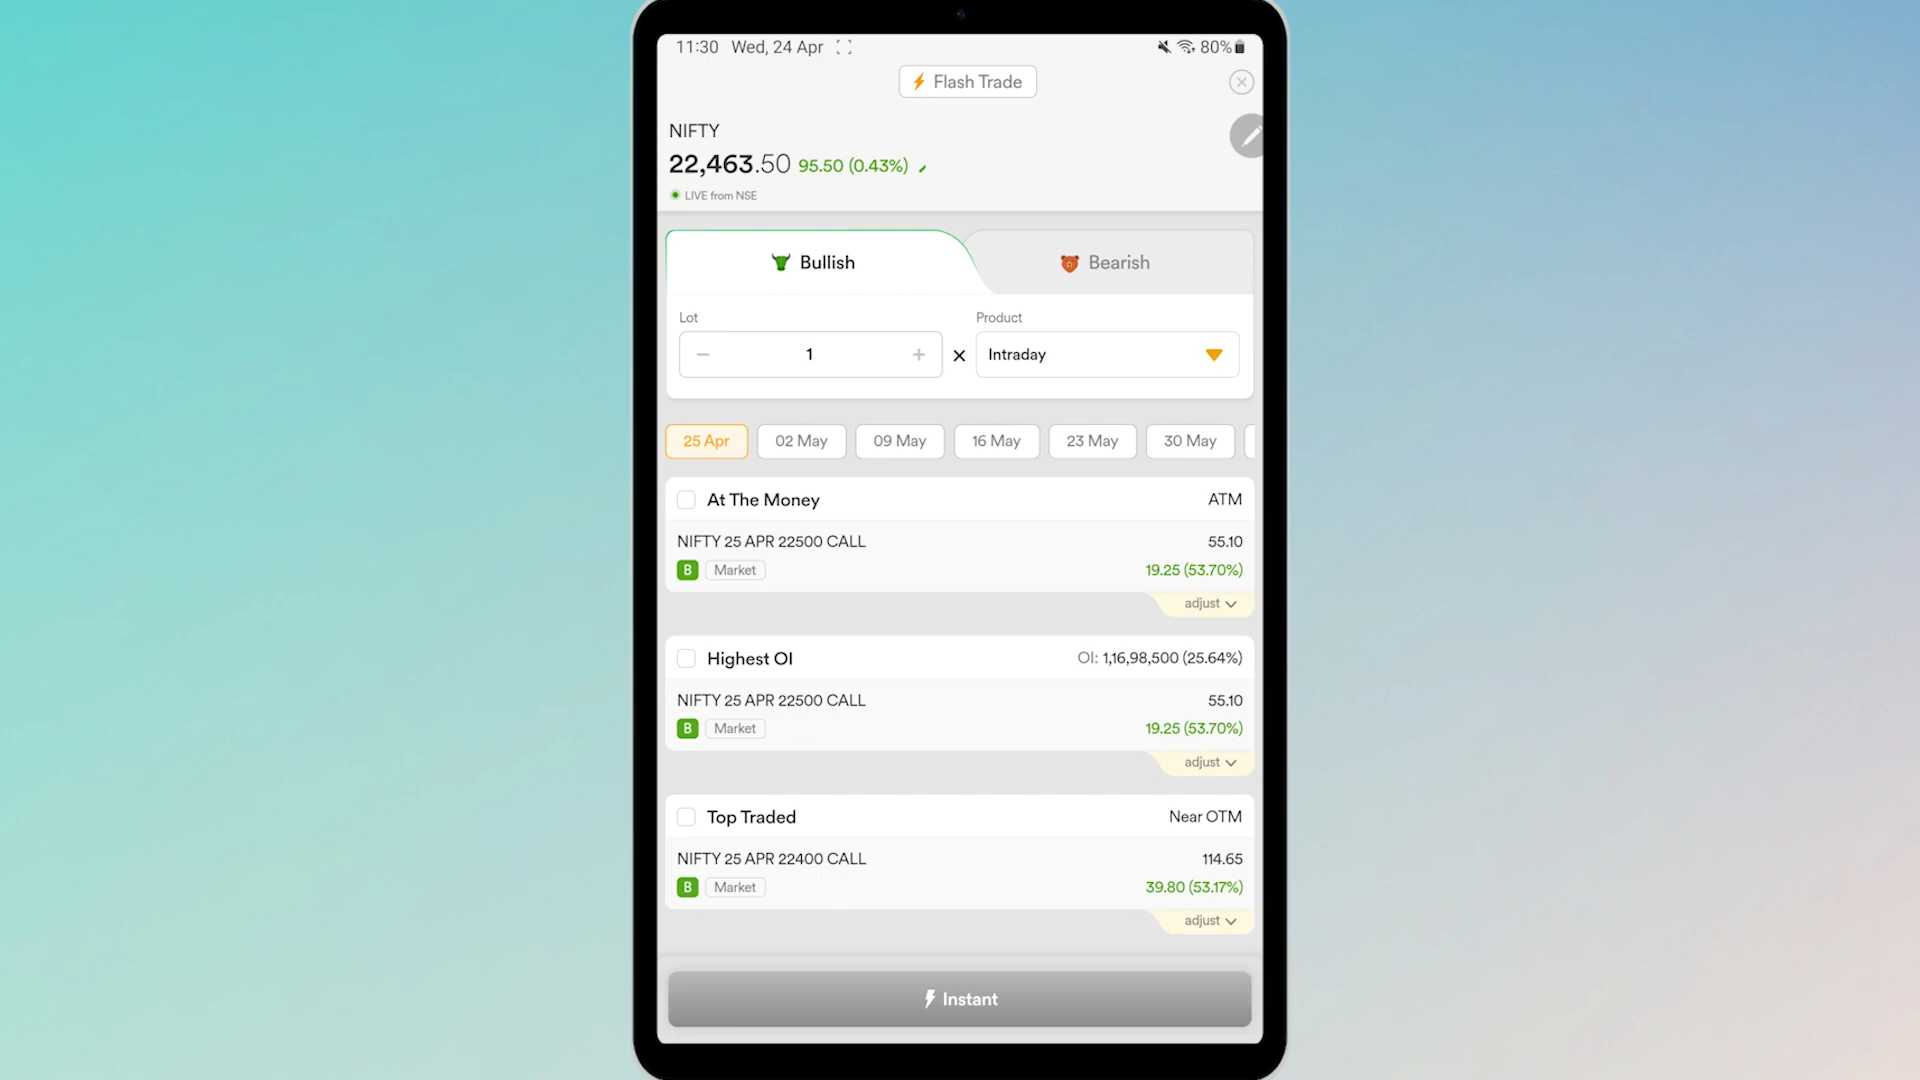 11:30 Wed, 24 Apr 80%
Flash Trade
NIFTY
22,463.50 95.50 (0.43%)
LIVE from NSE
Bullish Bearish
Lot Product
− 1 + × Intraday
25 Apr 02 May 09 May 16 May 23 May 30 May
At The Money ATM
NIFTY 25 APR 22500 CALL 55.10
B Market 19.25 (53.70%)
adjust
Highest OI OI: 1,16,98,500 (25.64%)
NIFTY 25 APR 22500 CALL 55.10
B Market 19.25 (53.70%)
adjust
Top Traded Near OTM
NIFTY 25 APR 22400 CALL 114.65
B Market 39.80 (53.17%)
adjust
Instant